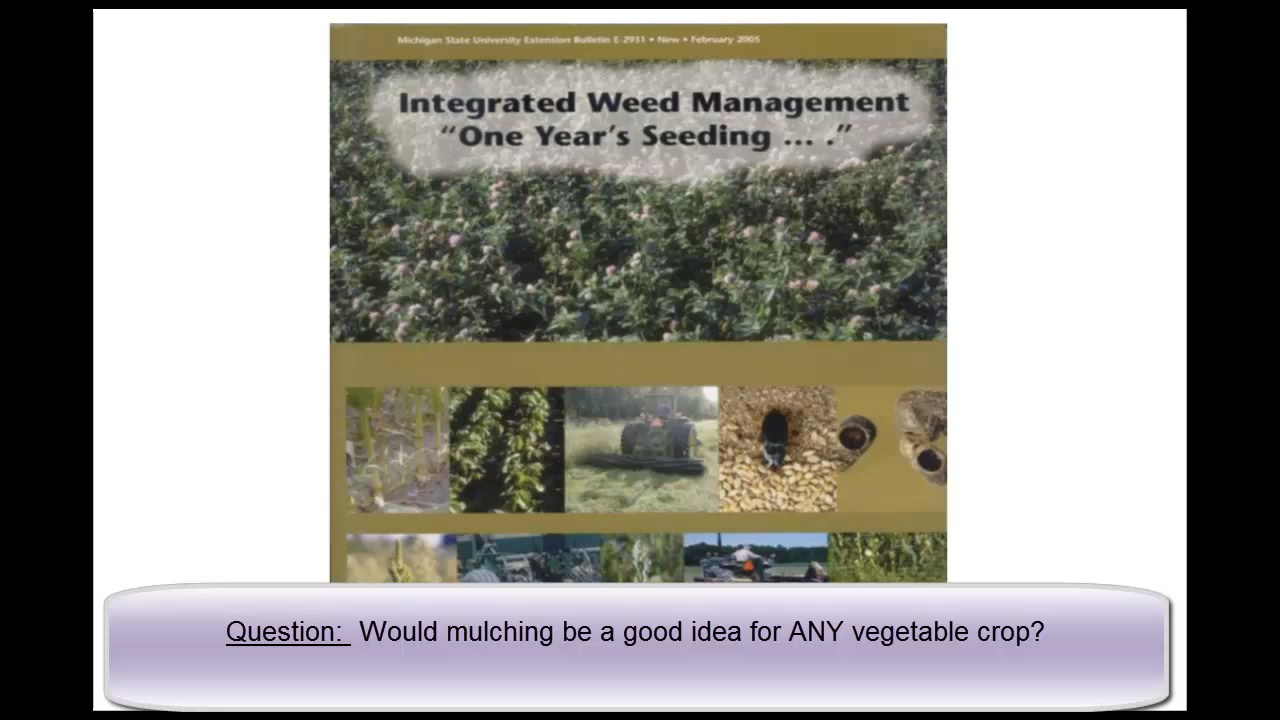 Michigan State University Extension Bulletin E-2931 • New • February 2005
Integrated Weed Management
“One Year’s Seeding ... .”
Question: Would mulching be a good idea for ANY vegetable crop?